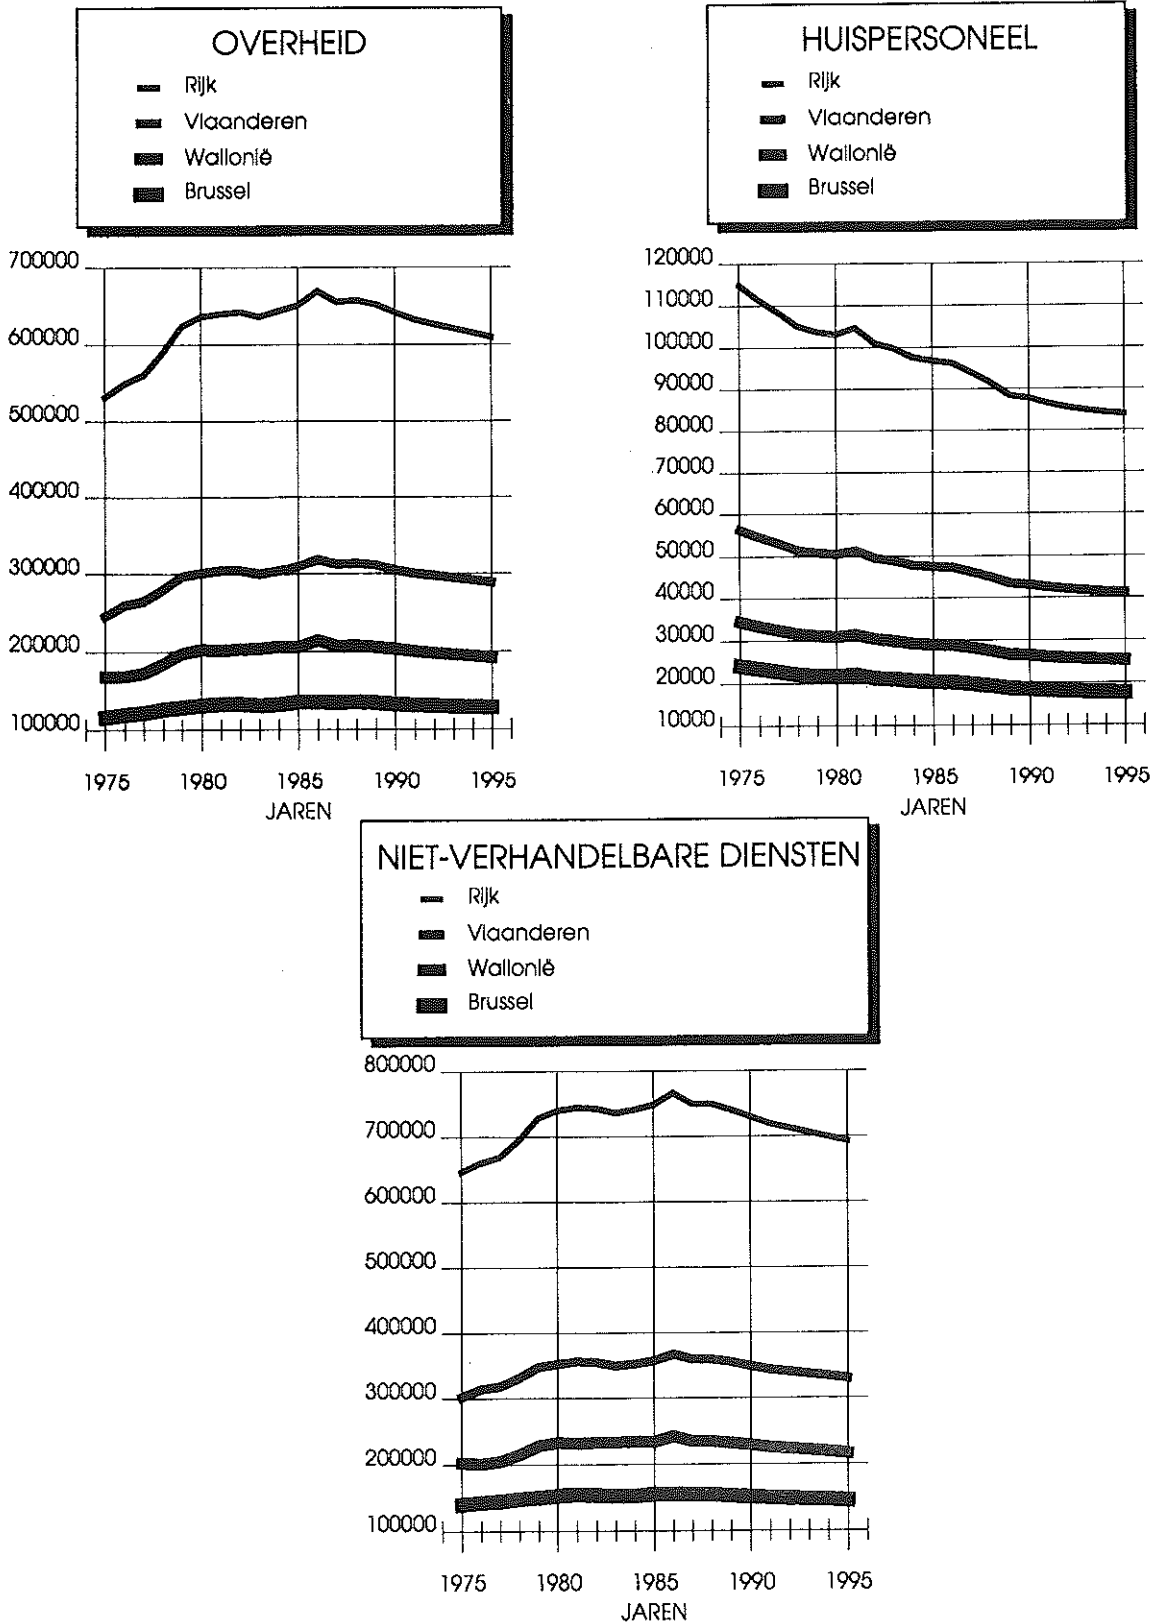 OVERHEID
Rijk
Vlaanderen
Wallonië
Brussel
700000
600000
500000
400000
300000
200000
100000
1975 1980 1985 1990 1995
JAREN
HUISPERSONEEL
Rijk
Vlaanderen
Wallonië
Brussel
120000
110000
100000
90000
80000
70000
60000
50000
40000
30000
20000
10000
1975 1980 1985 1990 1995
JAREN
NIET-VERHANDELBARE DIENSTEN
Rijk
Vlaanderen
Wallonië
Brussel
800000
700000
600000
500000
400000
300000
200000
100000
1975 1980 1985 1990 1995
JAREN